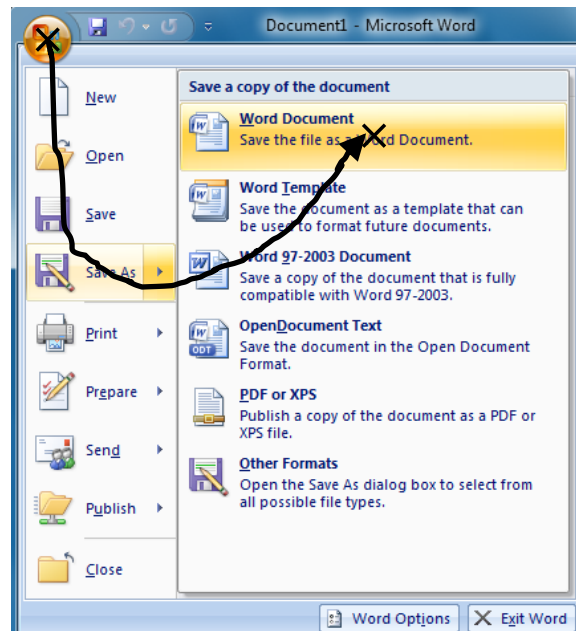 Document1 - Microsoft Word
New
Open
Save
Save As
Print
Prepare
Send
Publish
Close
Save a copy of the document
Word Document
Save the file as a Word Document.
Word Template
Save the document as a template that can
be used to format future documents.
Word 97-2003 Document
Save a copy of the document that is fully
compatible with Word 97-2003.
OpenDocument Text
Save the document in the Open Document
Format.
PDF or XPS
Publish a copy of the document as a PDF or
XPS file.
Other Formats
Open the Save As dialog box to select from
all possible file types.
Word Options
Exit Word